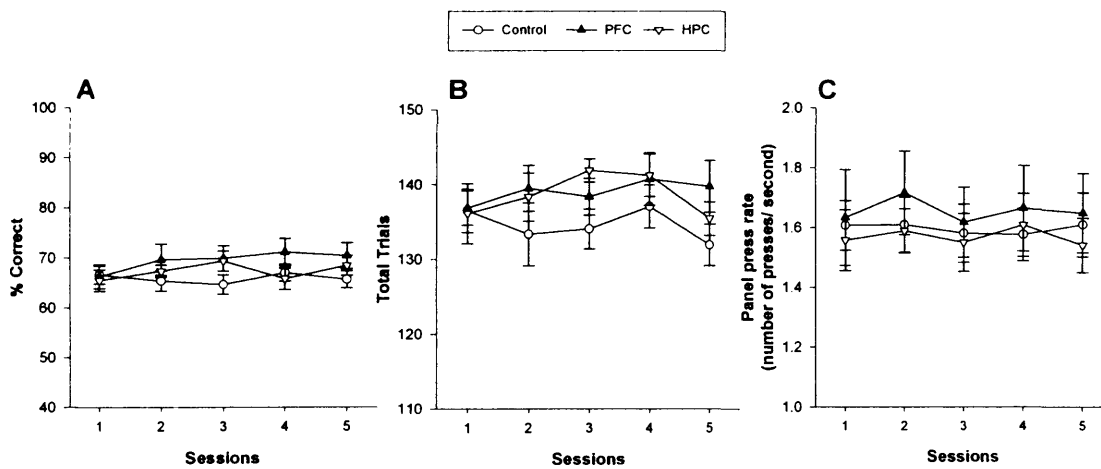 Control PFC HPC
A
% Correct
100
90
80
70
60
50
40
1 2 3 4 5
Sessions
B
Total Trials
150
140
130
120
110
1 2 3 4 5
Sessions
C
Panel press rate
(number of presses/ second)
2.0
1.8
1.6
1.4
1.2
1.0
1 2 3 4 5
Sessions